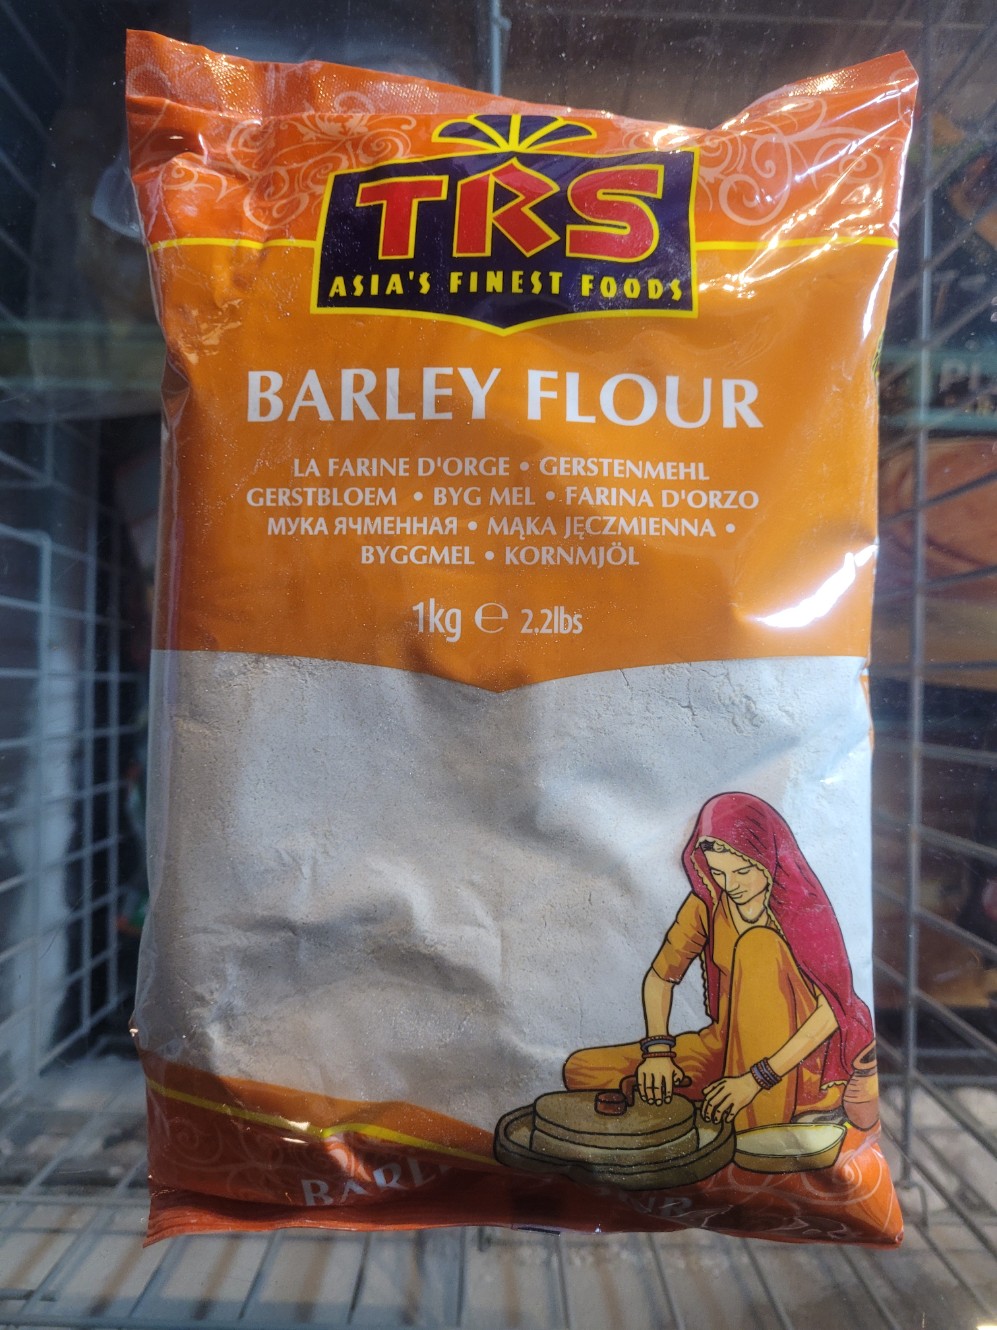 TRS
ASIA'S FINEST FOODS
BARLEY FLOUR
LA FARINE D'ORGE • GERSTENMEHL
GERSTBLOEM • BYG MEL • FARINA D'ORZO
МУКА ЯЧМЕННАЯ • MĄKA JĘCZMIENNA •
BYGGMEL • KORNMJÖL
1kg ℮ 2.2lbs